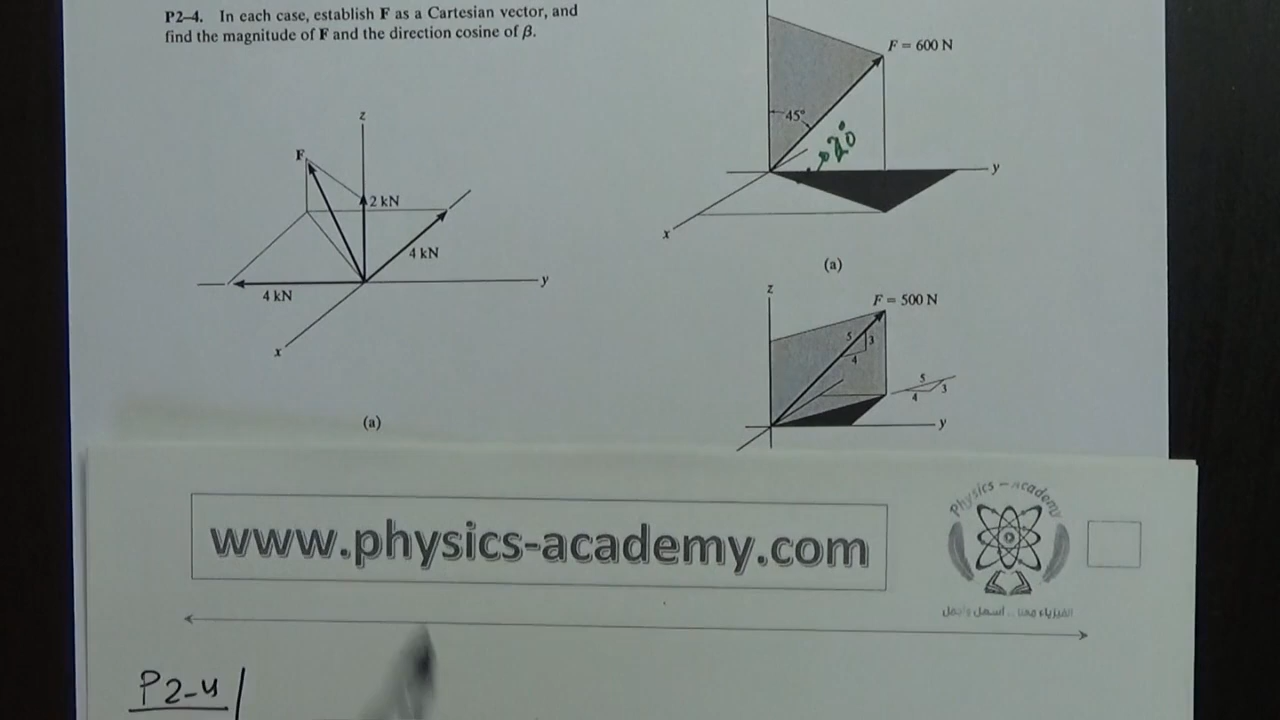 P2–4. In each case, establish F as a Cartesian vector, and
find the magnitude of F and the direction cosine of β.
z
F
2 kN
4 kN
4 kN
y
x
(a)
F = 600 N
45°
y
x
(a)
z
F = 500 N
5
3
4
5
3
4
y
www.physics-academy.com
Physics - Academy
P2-4